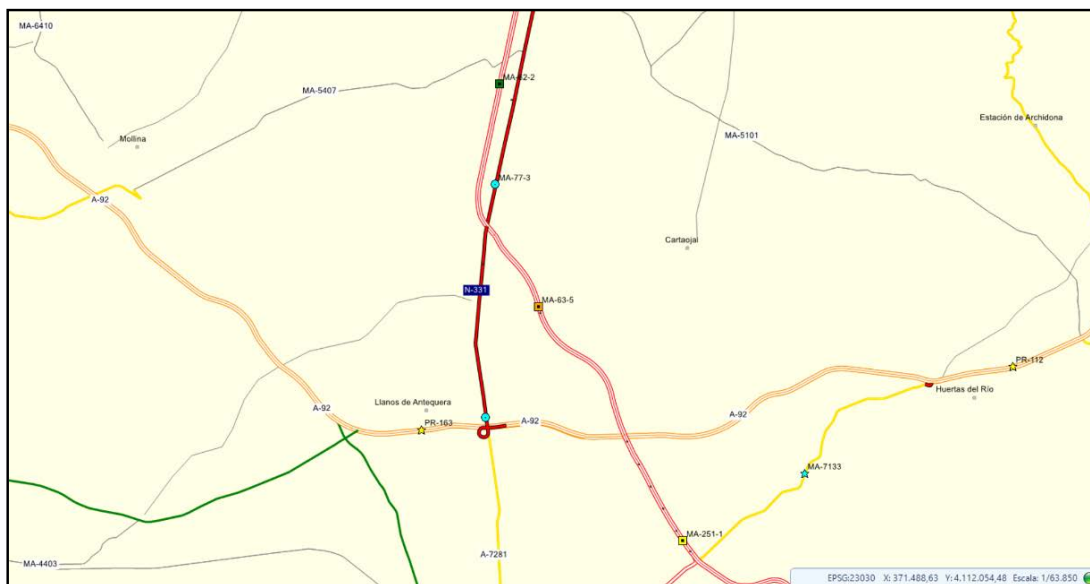 MA-6410
MA-62-2
MA-5407
Estación de Archidona
Mollina
MA-5101
MA-77-3
A-92
Cartaojal
N-331
MA-63-5
PR-112
Huertas del Río
Llanos de Antequera
A-92
A-92
A-92
PR-163
MA-7133
MA-251-1
A-7281
MA-4403
EPSG:23030 X: 371.488,63 Y: 4.112.054,48 Escala: 1/63.850